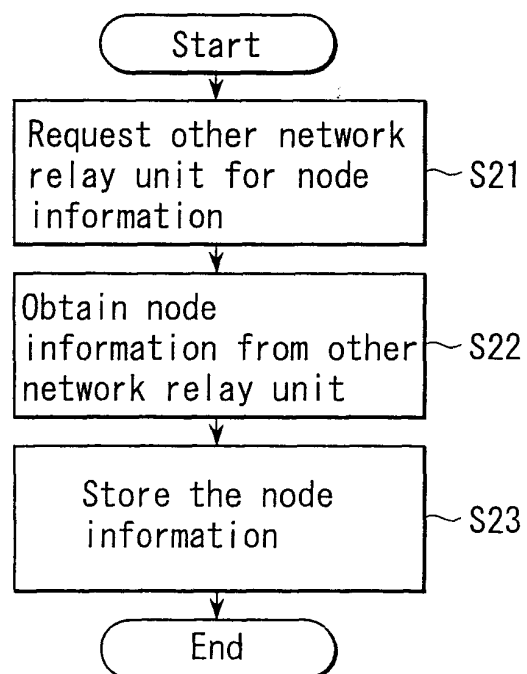 Start
Request other network
relay unit for node
information
S21
Obtain node
information from other
network relay unit
S22
Store the node
information
S23
End